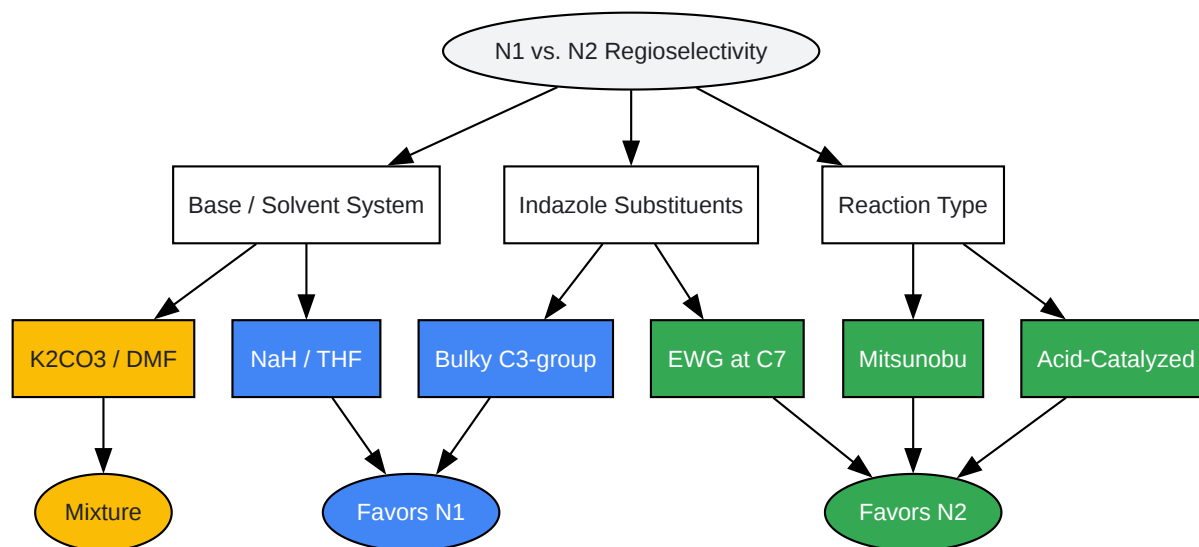 N1 vs. N2 Regioselectivity
Base / Solvent System
Indazole Substituents
Reaction Type
K2CO3 / DMF
NaH / THF
Bulky C3-group
EWG at C7
Mitsunobu
Acid-Catalyzed
Mixture
Favors N1
Favors N2